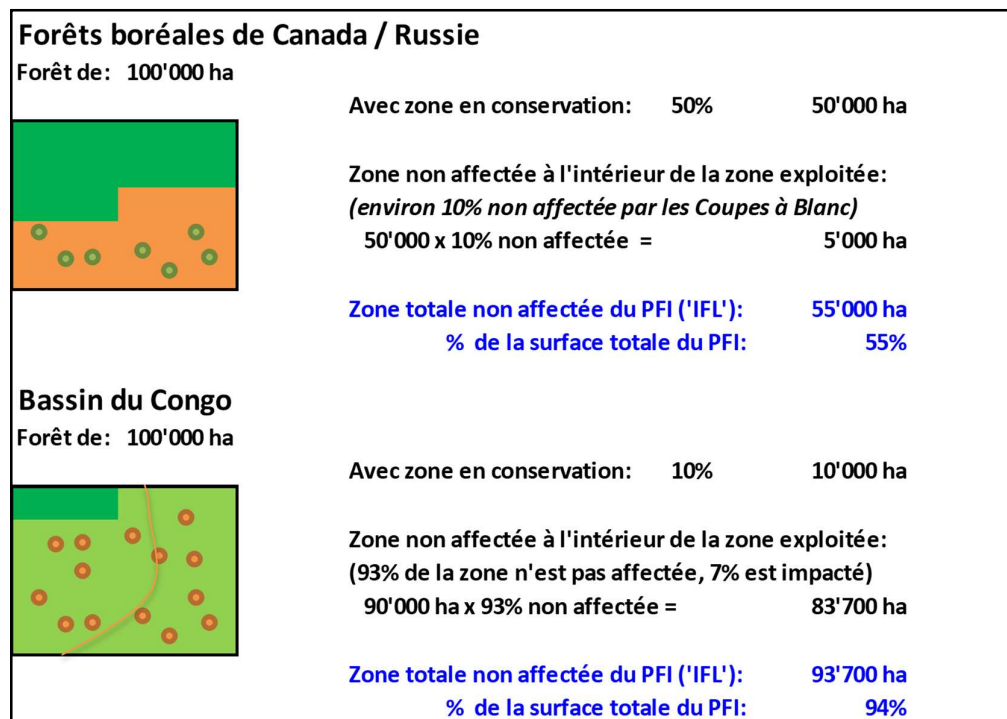 Forêts boréales de Canada / Russie
Forêt de: 100'000 ha
Avec zone en conservation: 50% 50'000 ha
Zone non affectée à l'intérieur de la zone exploitée:
(environ 10% non affectée par les Coupes à Blanc)
50'000 x 10% non affectée = 5'000 ha
Zone totale non affectée du PFI ('IFL'): 55'000 ha
% de la surface totale du PFI: 55%
Bassin du Congo
Forêt de: 100'000 ha
Avec zone en conservation: 10% 10'000 ha
Zone non affectée à l'intérieur de la zone exploitée:
(93% de la zone n'est pas affectée, 7% est impacté)
90'000 ha x 93% non affectée = 83'700 ha
Zone totale non affectée du PFI ('IFL'): 93'700 ha
% de la surface totale du PFI: 94%